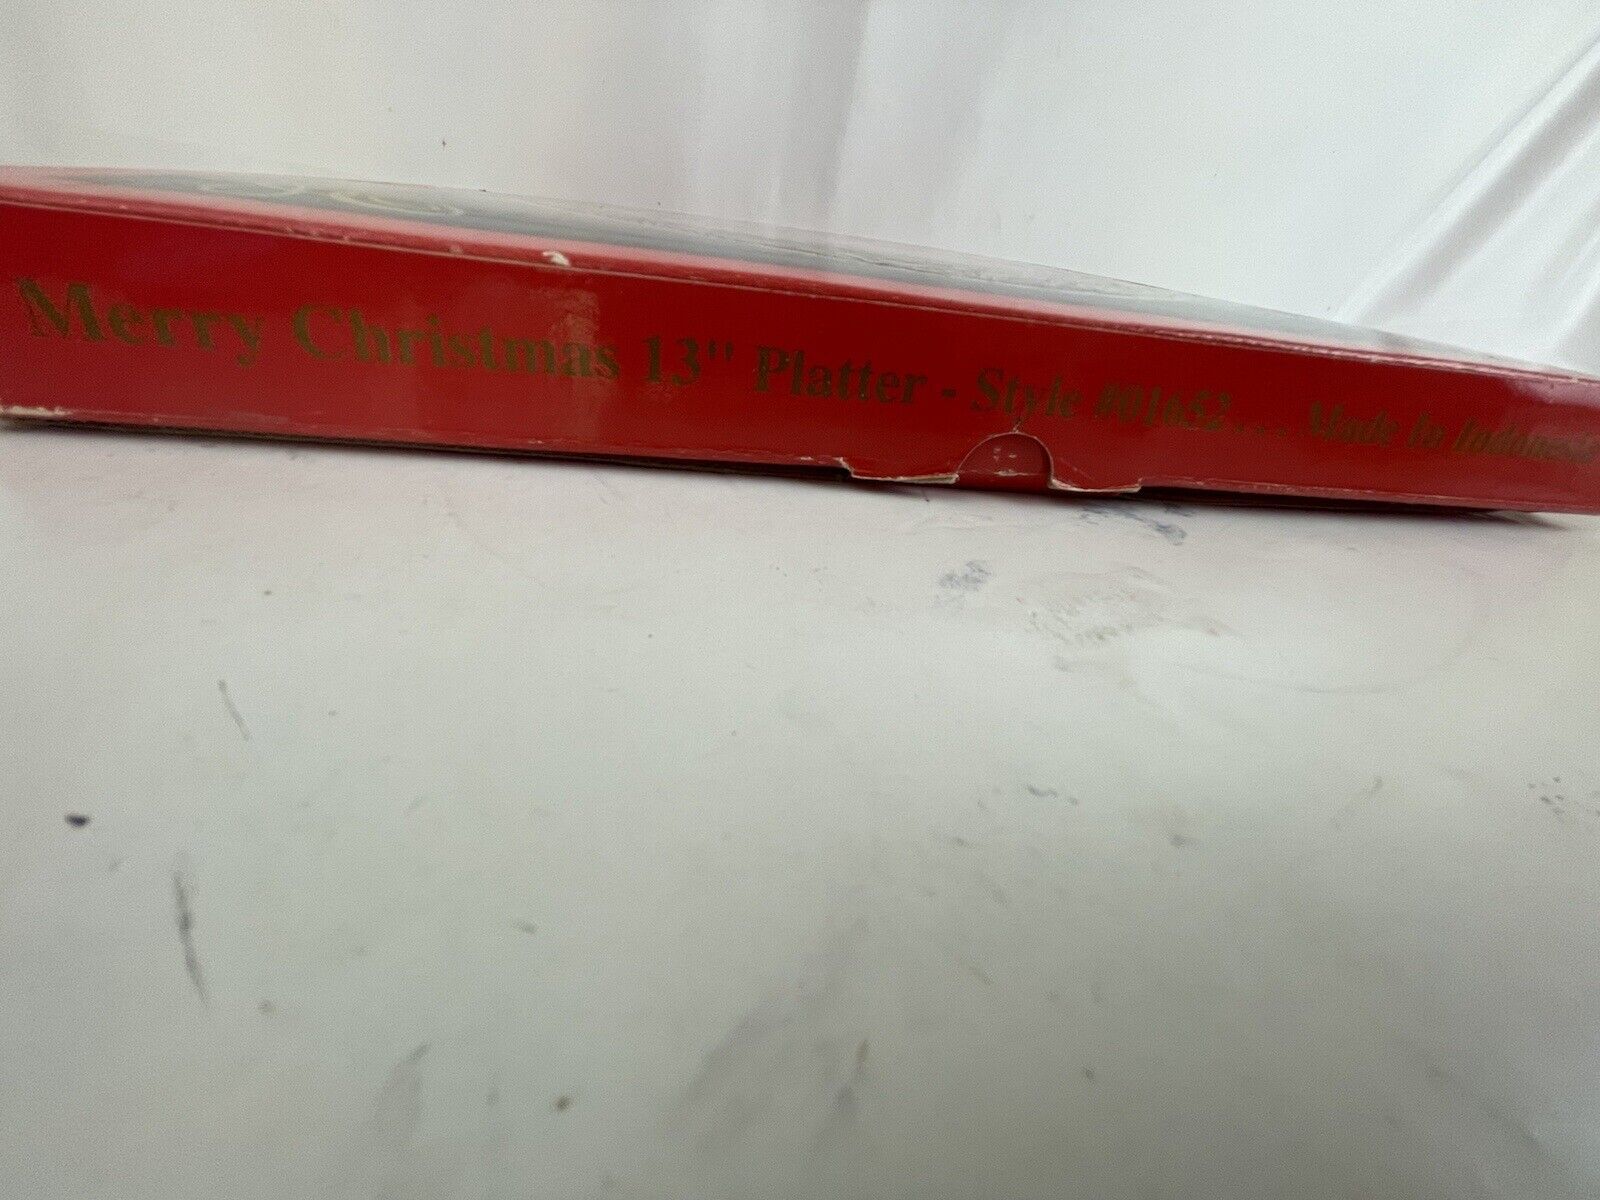 Merry Christmas 13" Platter - Style #01652... Made In Indonesia